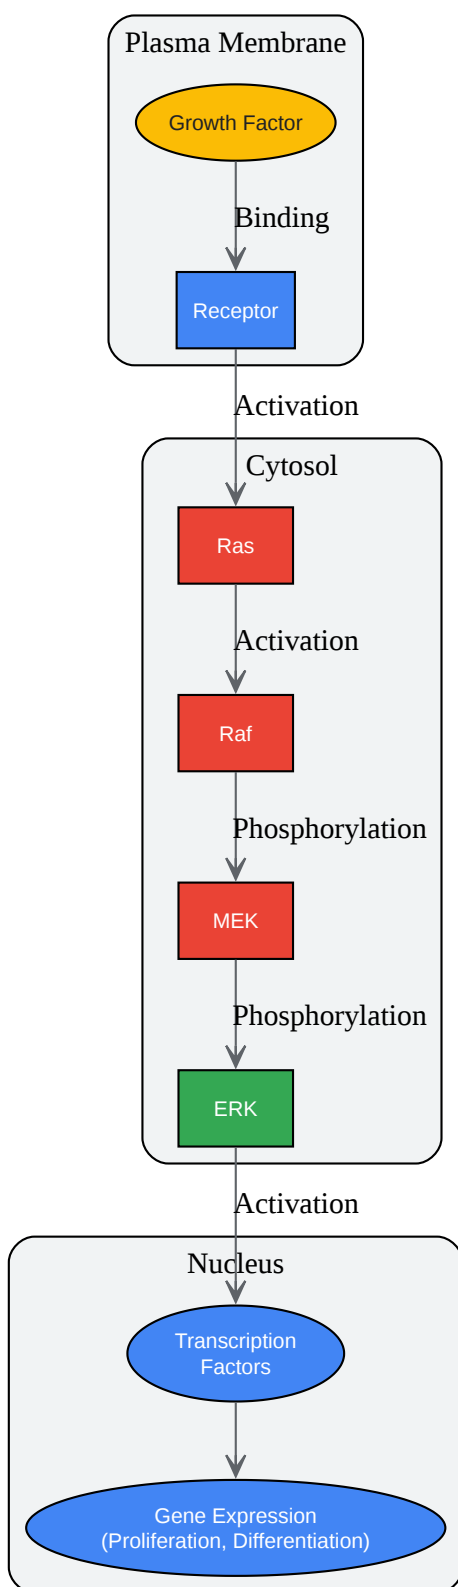 Plasma Membrane
Growth Factor
Binding
Receptor
Activation
Cytosol
Ras
Activation
Raf
Phosphorylation
MEK
Phosphorylation
ERK
Activation
Nucleus
Transcription
Factors
Gene Expression
(Proliferation, Differentiation)